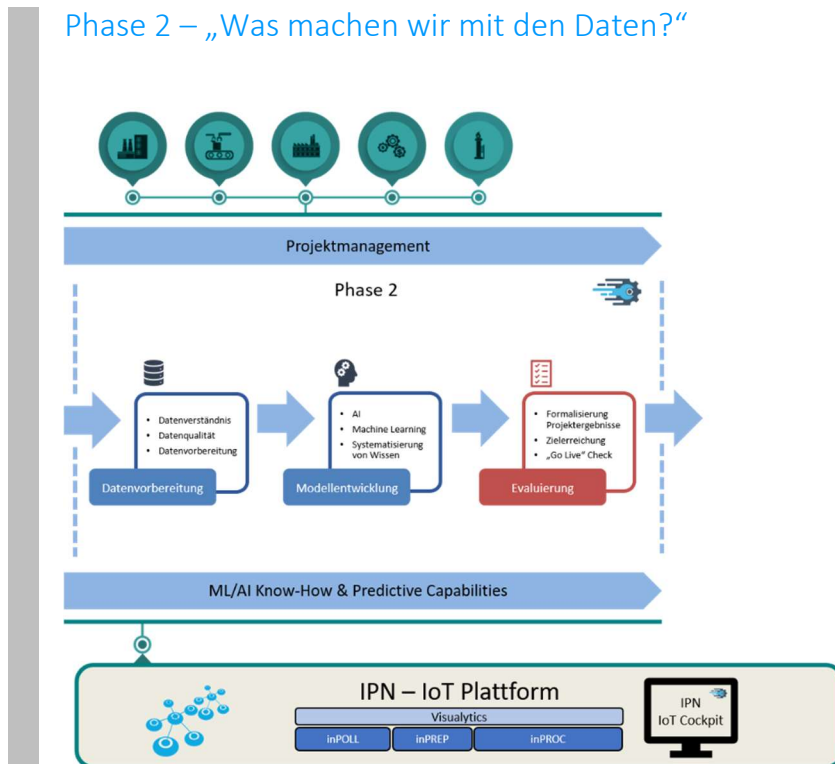 Phase 2 – „Was machen wir mit den Daten?“
Projektmanagement
Phase 2
• Datenverständnis
• Datenqualität
• Datenvorbereitung
Datenvorbereitung
• AI
• Machine Learning
• Systematisierung
von Wissen
Modellentwicklung
• Formalisierung
Projektergebnisse
• Zielerreichung
• „Go Live“ Check
Evaluierung
ML/AI Know-How & Predictive Capabilities
IPN – IoT Plattform
Visualytics
inPOLL
inPREP
inPROC
IPN
IoT Cockpit